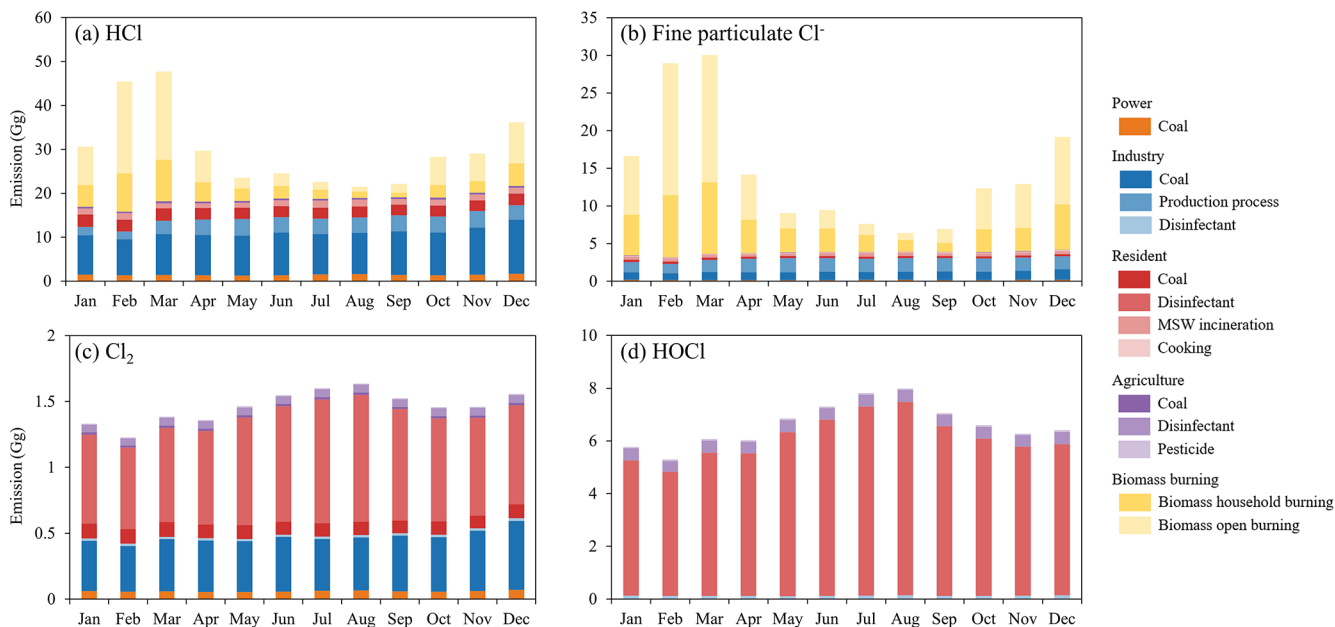 (a) HCl
60
50
40
30
20
10
0
Emission (Gg)
Jan Feb Mar Apr May Jun Jul Aug Sep Oct Nov Dec
(b) Fine particulate Cl⁻
35
30
25
20
15
10
5
0
Jan Feb Mar Apr May Jun Jul Aug Sep Oct Nov Dec
(c) Cl₂
2
1.5
1
0.5
0
Emission (Gg)
Jan Feb Mar Apr May Jun Jul Aug Sep Oct Nov Dec
(d) HOCl
10
8
6
4
2
0
Jan Feb Mar Apr May Jun Jul Aug Sep Oct Nov Dec
Power
Coal
Industry
Coal
Production process
Disinfectant
Resident
Coal
Disinfectant
MSW incineration
Cooking
Agriculture
Coal
Disinfectant
Pesticide
Biomass burning
Biomass household burning
Biomass open burning